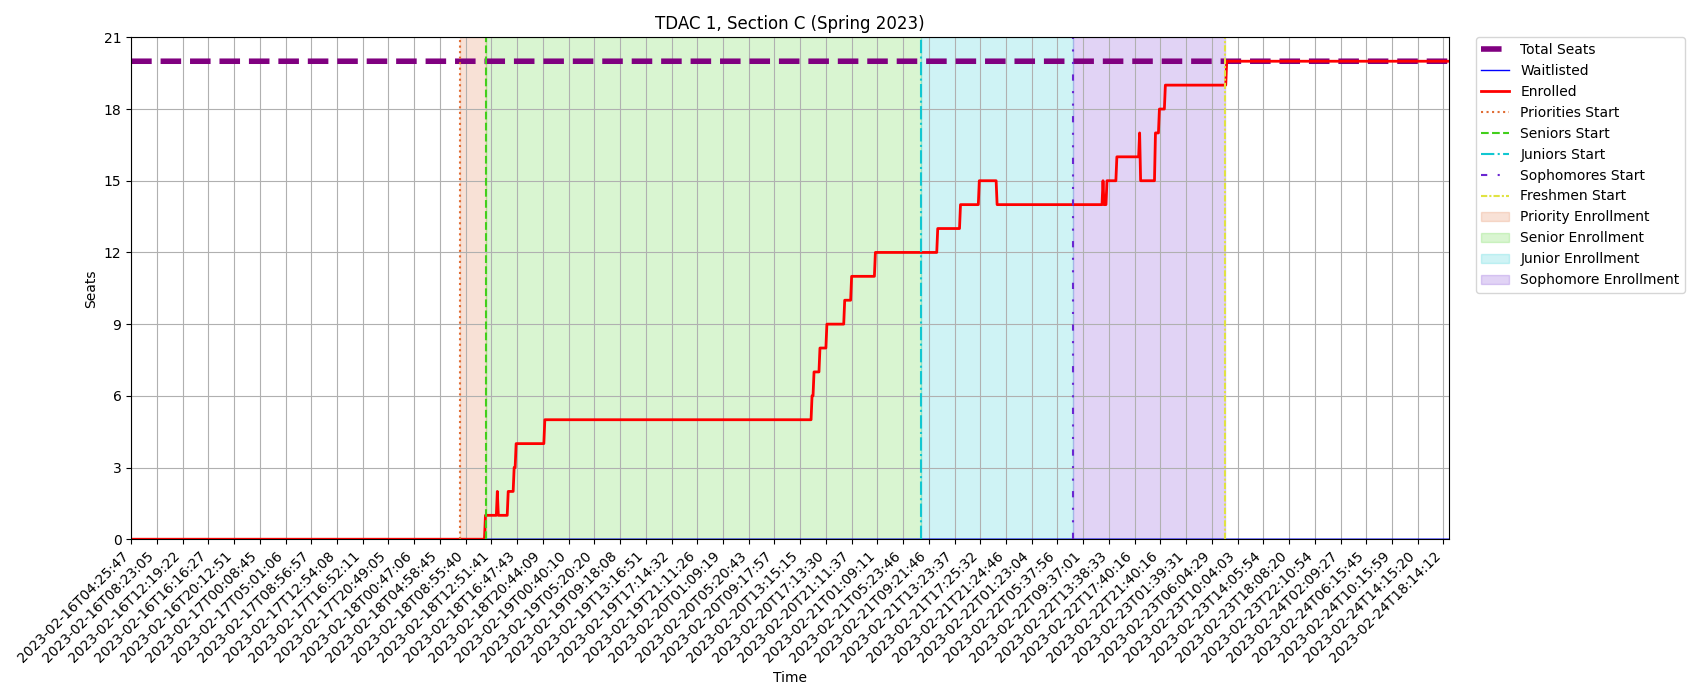 TDAC 1, Section C (Spring 2023)
21
18
15
12
9
6
3
0
Seats
Total Seats
Waitlisted
Enrolled
Priorities Start
Seniors Start
Juniors Start
Sophomores Start
Freshmen Start
Priority Enrollment
Senior Enrollment
Junior Enrollment
Sophomore Enrollment
2023-02-16T04:25:47
2023-02-16T08:23:05
2023-02-16T12:19:22
2023-02-16T16:16:27
2023-02-16T20:12:51
2023-02-17T00:08:45
2023-02-17T05:01:06
2023-02-17T08:56:57
2023-02-17T12:54:08
2023-02-17T16:52:11
2023-02-17T20:49:05
2023-02-18T00:47:06
2023-02-18T04:58:45
2023-02-18T08:55:40
2023-02-18T12:51:41
2023-02-18T16:47:43
2023-02-18T20:44:09
2023-02-19T00:40:10
2023-02-19T05:20:20
2023-02-19T09:18:08
2023-02-19T13:16:51
2023-02-19T17:14:32
2023-02-19T21:11:26
2023-02-20T01:09:19
2023-02-20T05:20:43
2023-02-20T09:17:57
2023-02-20T13:15:15
2023-02-20T17:13:30
2023-02-20T21:11:37
2023-02-21T01:09:11
2023-02-21T05:23:46
2023-02-21T09:21:46
2023-02-21T13:23:37
2023-02-21T17:25:32
2023-02-21T21:24:46
2023-02-22T01:23:04
2023-02-22T05:37:56
2023-02-22T09:37:01
2023-02-22T13:38:33
2023-02-22T17:40:16
2023-02-22T21:40:16
2023-02-23T01:39:31
2023-02-23T06:04:29
2023-02-23T10:04:03
2023-02-23T14:05:54
2023-02-23T18:08:20
2023-02-23T22:10:54
2023-02-24T02:09:27
2023-02-24T06:15:45
2023-02-24T10:15:59
2023-02-24T14:15:20
2023-02-24T18:14:12
Time